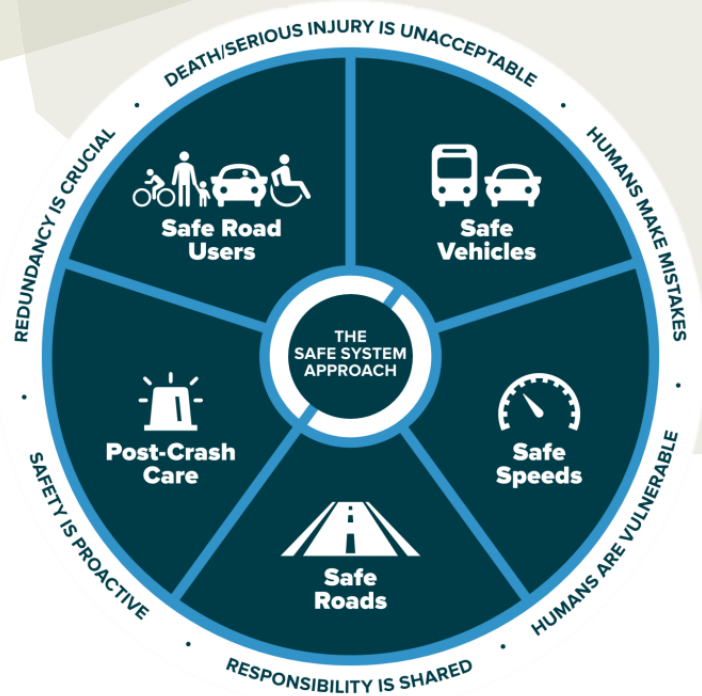 DEATH/SERIOUS INJURY IS UNACCEPTABLE
HUMANS MAKE MISTAKES
HUMANS ARE VULNERABLE
RESPONSIBILITY IS SHARED
SAFETY IS PROACTIVE
REDUNDANCY IS CRUCIAL
Safe Road
Users
Safe
Vehicles
THE
SAFE SYSTEM
APPROACH
Post-Crash
Care
Safe
Speeds
Safe
Roads